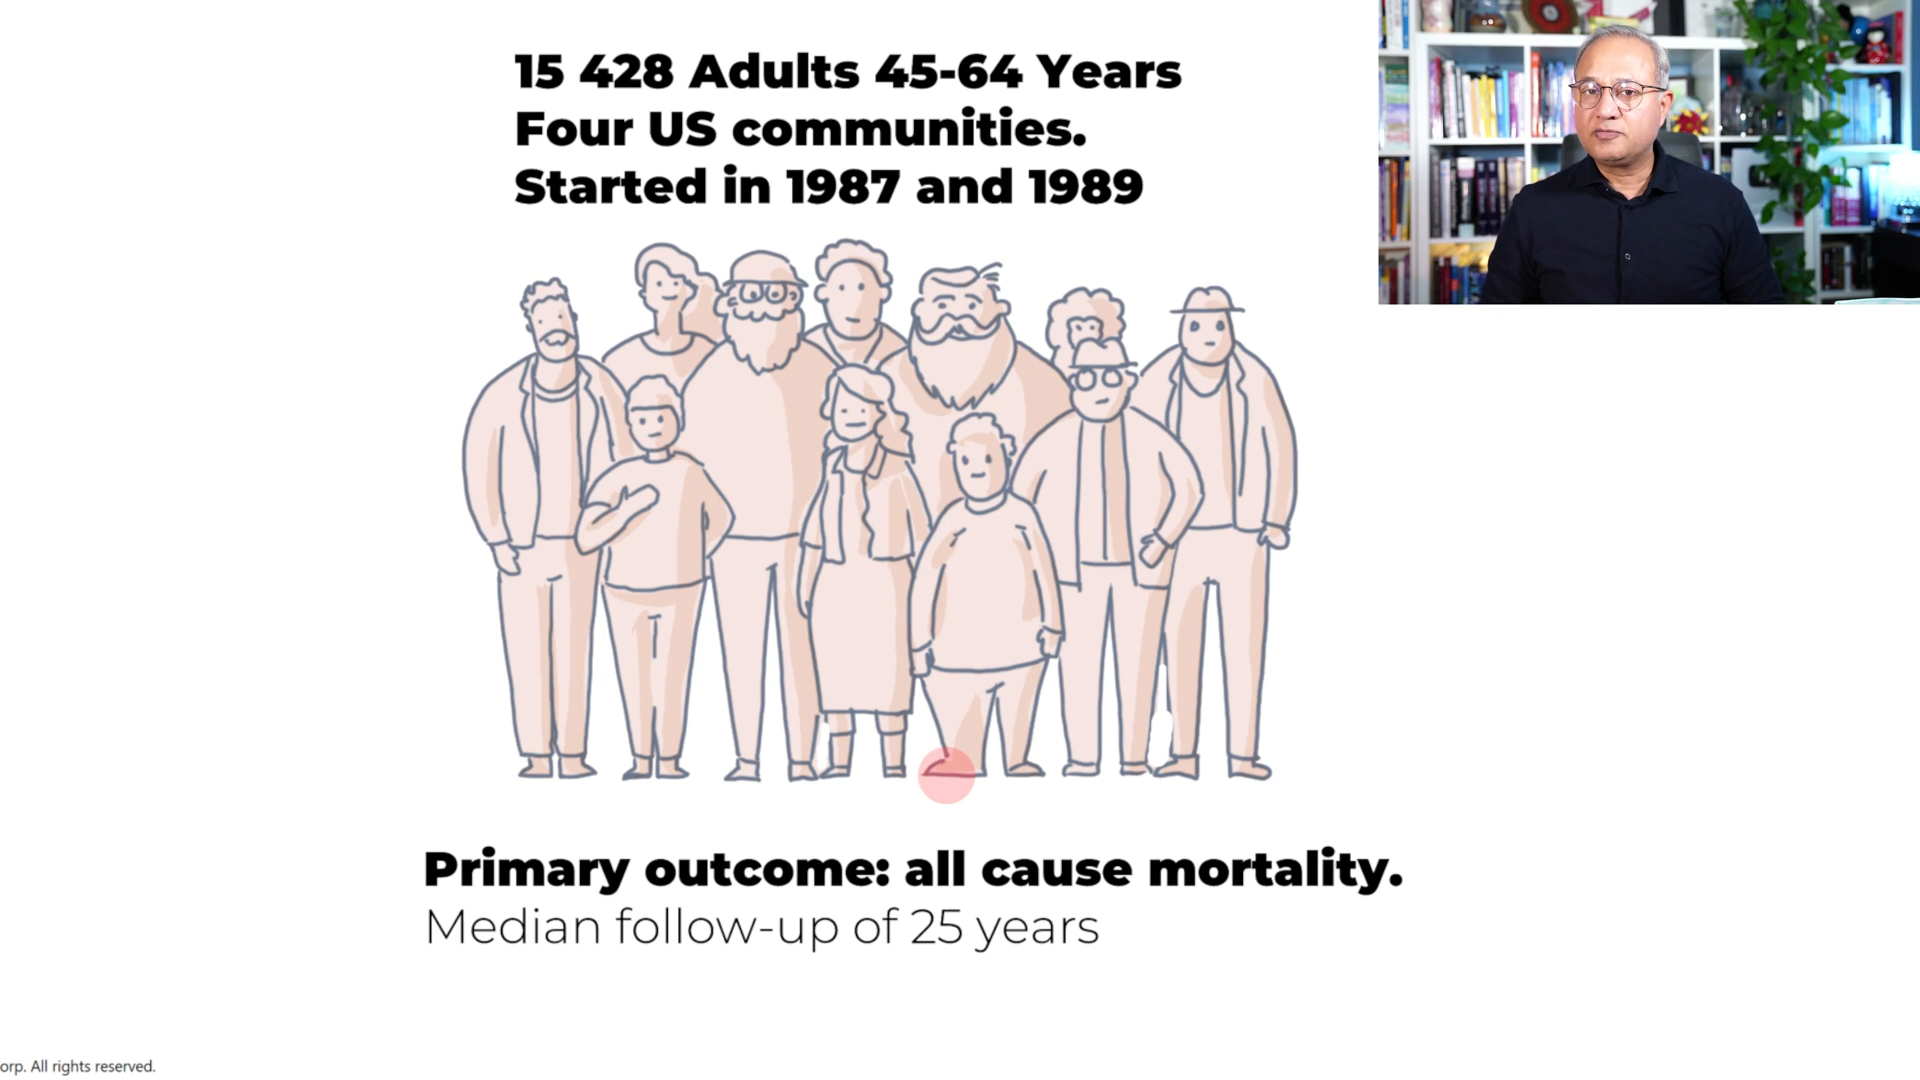 15 428 Adults 45-64 Years
Four US communities.
Started in 1987 and 1989
Primary outcome: all cause mortality.
Median follow-up of 25 years
orp. All rights reserved.